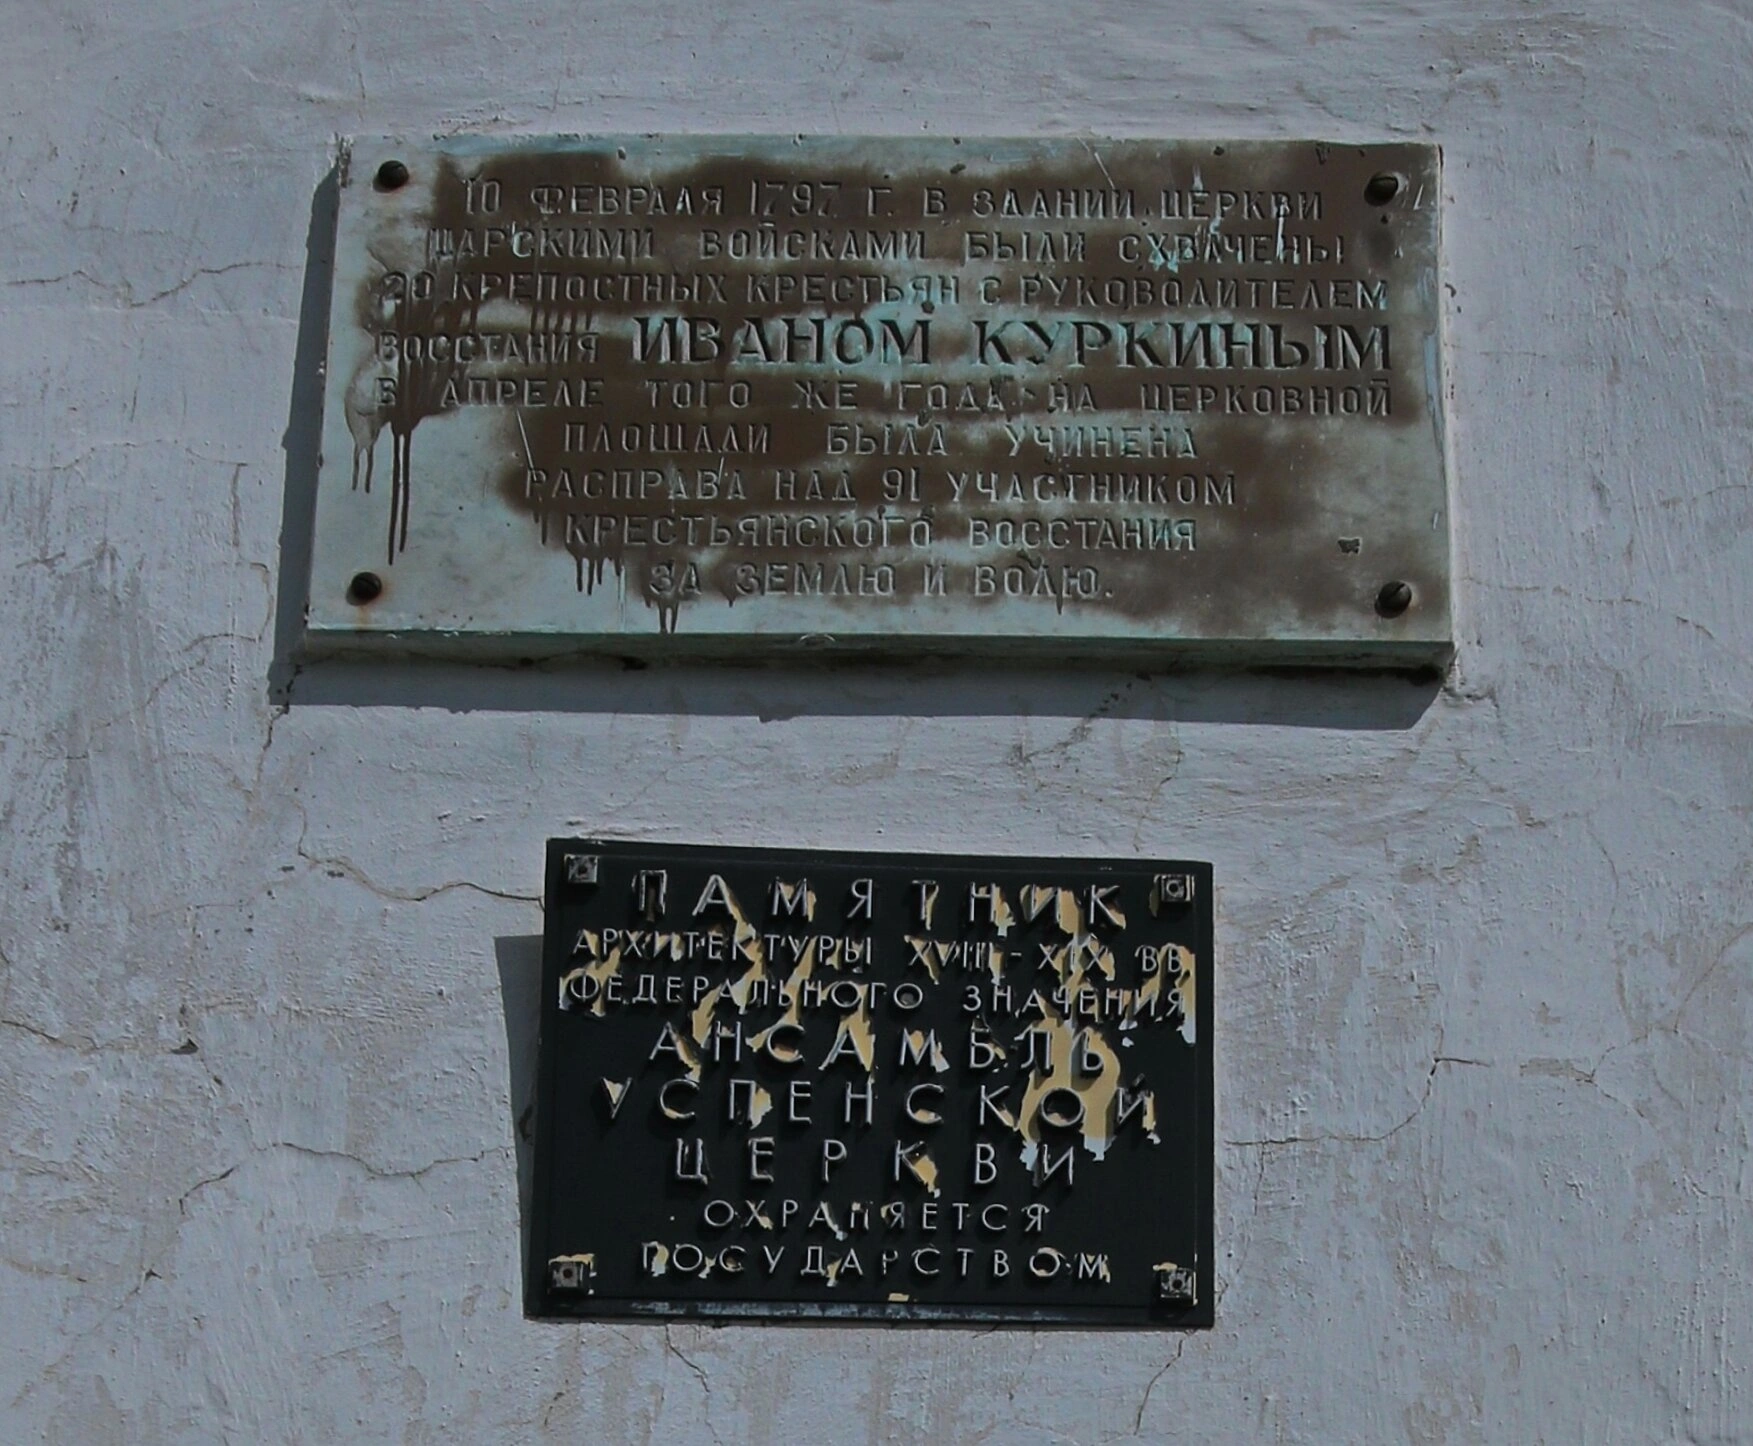 10 ФЕВРАЛЯ 1797 Г. В ЗДАНИИ ЦЕРКВИ
ЦАРСКИМИ ВОЙСКАМИ БЫЛИ СХВАЧЕНЫ
20 КРЕПОСТНЫХ КРЕСТЬЯН С РУКОВОДИТЕЛЕМ
ВОССТАНИЯ ИВАНОМ КУРКИНЫМ
В АПРЕЛЕ ТОГО ЖЕ ГОДА НА ЦЕРКОВНОЙ
ПЛОЩАДИ БЫЛА УЧИНЕНА
РАСПРАВА НАД 91 УЧАСТНИКОМ
КРЕСТЬЯНСКОГО ВОССТАНИЯ
ЗА ЗЕМЛЮ И ВОЛЮ.
ПАМЯТНИК
АРХИТЕКТУРЫ XVIII - XIX ВВ
ФЕДЕРАЛЬНОГО ЗНАЧЕНИЯ
АНСАМБЛЬ
УСПЕНСКОЙ
ЦЕРКВИ
ОХРАНЯЕТСЯ
ГОСУДАРСТВОМ